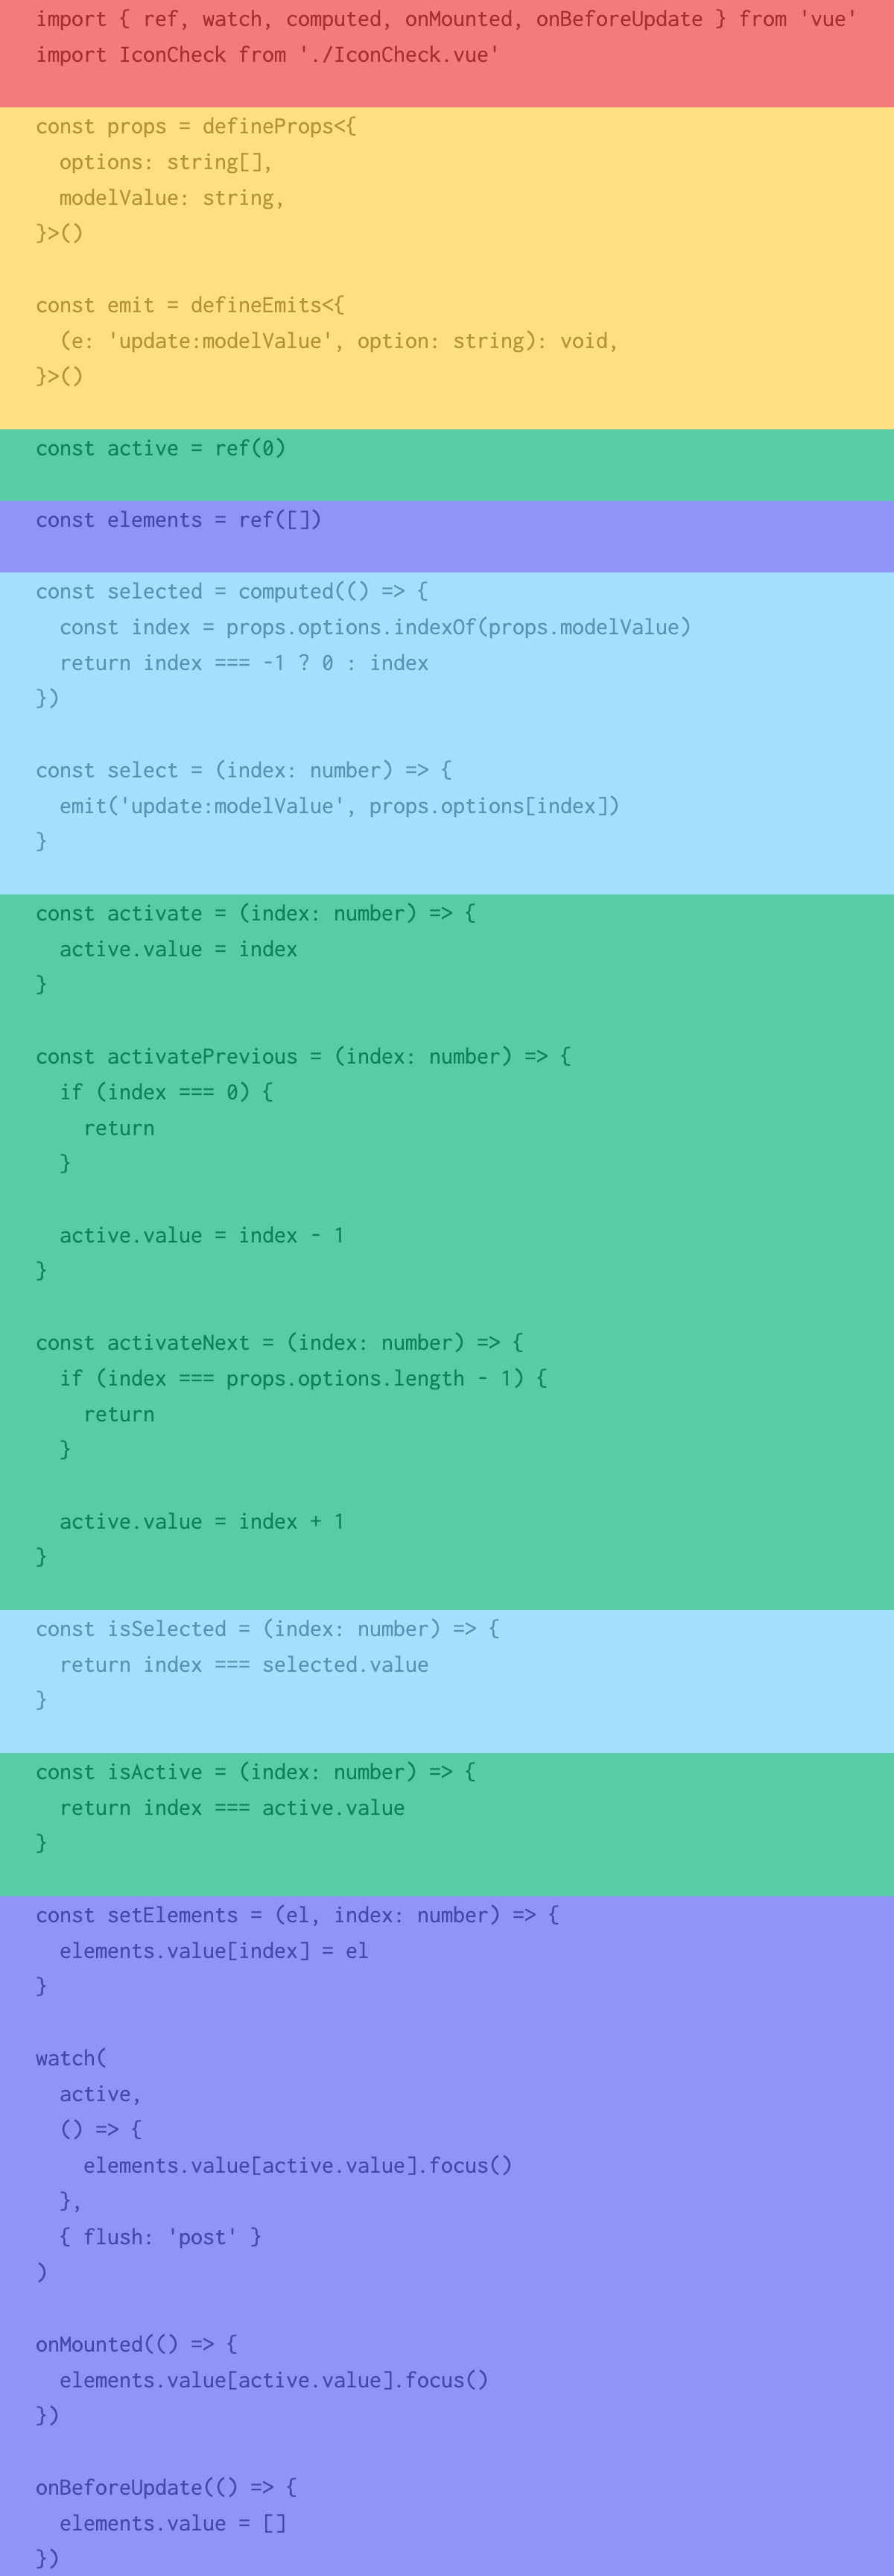 import { ref, watch, computed, onMounted, onBeforeUpdate } from 'vue'
import IconCheck from './IconCheck.vue'

const props = defineProps<{
  options: string[],
  modelValue: string,
}>()

const emit = defineEmits<{
  (e: 'update:modelValue', option: string): void,
}>()

const active = ref(0)

const elements = ref([])

const selected = computed(() => {
  const index = props.options.indexOf(props.modelValue)
  return index === -1 ? 0 : index
})

const select = (index: number) => {
  emit('update:modelValue', props.options[index])
}

const activate = (index: number) => {
  active.value = index
}

const activatePrevious = (index: number) => {
  if (index === 0) {
    return
  }

  active.value = index - 1
}

const activateNext = (index: number) => {
  if (index === props.options.length - 1) {
    return
  }

  active.value = index + 1
}

const isSelected = (index: number) => {
  return index === selected.value
}

const isActive = (index: number) => {
  return index === active.value
}

const setElements = (el, index: number) => {
  elements.value[index] = el
}

watch(
  active,
  () => {
    elements.value[active.value].focus()
  },
  { flush: 'post' }
)

onMounted(() => {
  elements.value[active.value].focus()
})

onBeforeUpdate(() => {
  elements.value = []
})